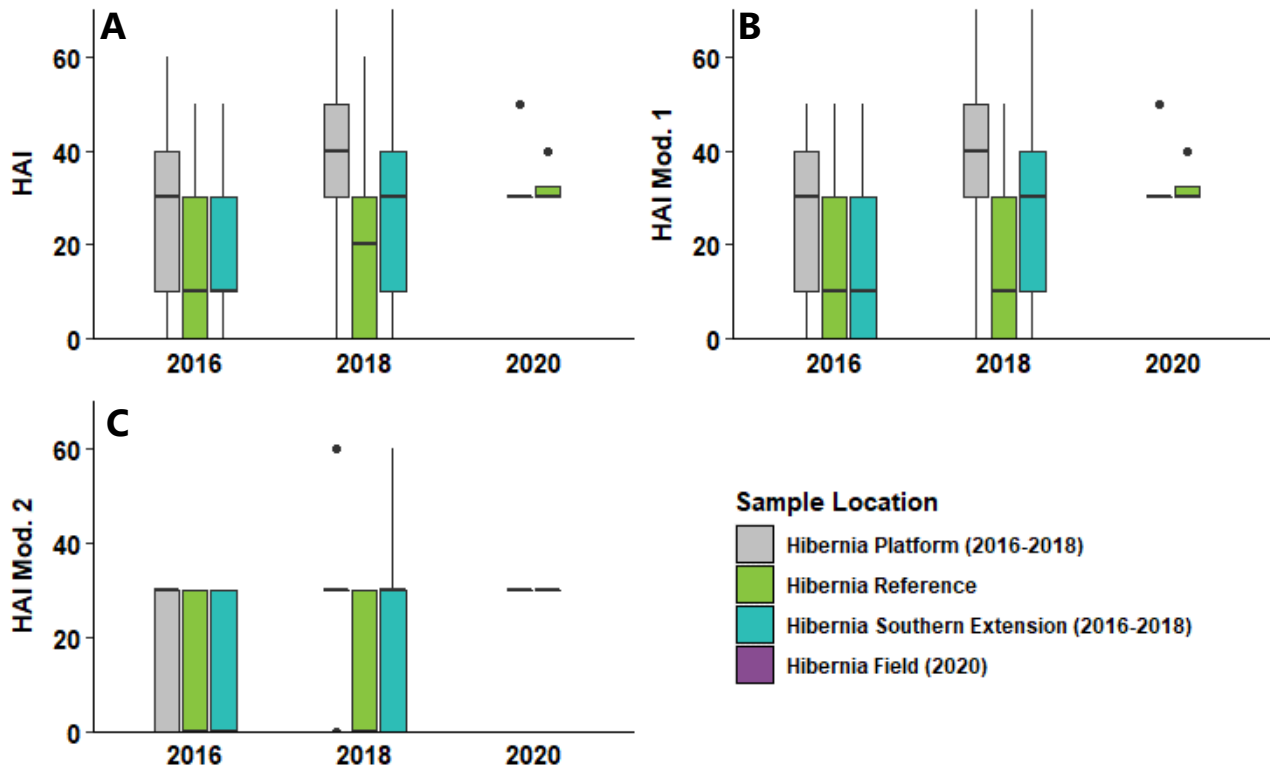 A
HAI
60
40
20
0
2016 2018 2020
B
HAI Mod. 1
60
40
20
0
2016 2018 2020
C
HAI Mod. 2
60
40
20
0
2016 2018 2020
Sample Location
Hibernia Platform (2016-2018)
Hibernia Reference
Hibernia Southern Extension (2016-2018)
Hibernia Field (2020)